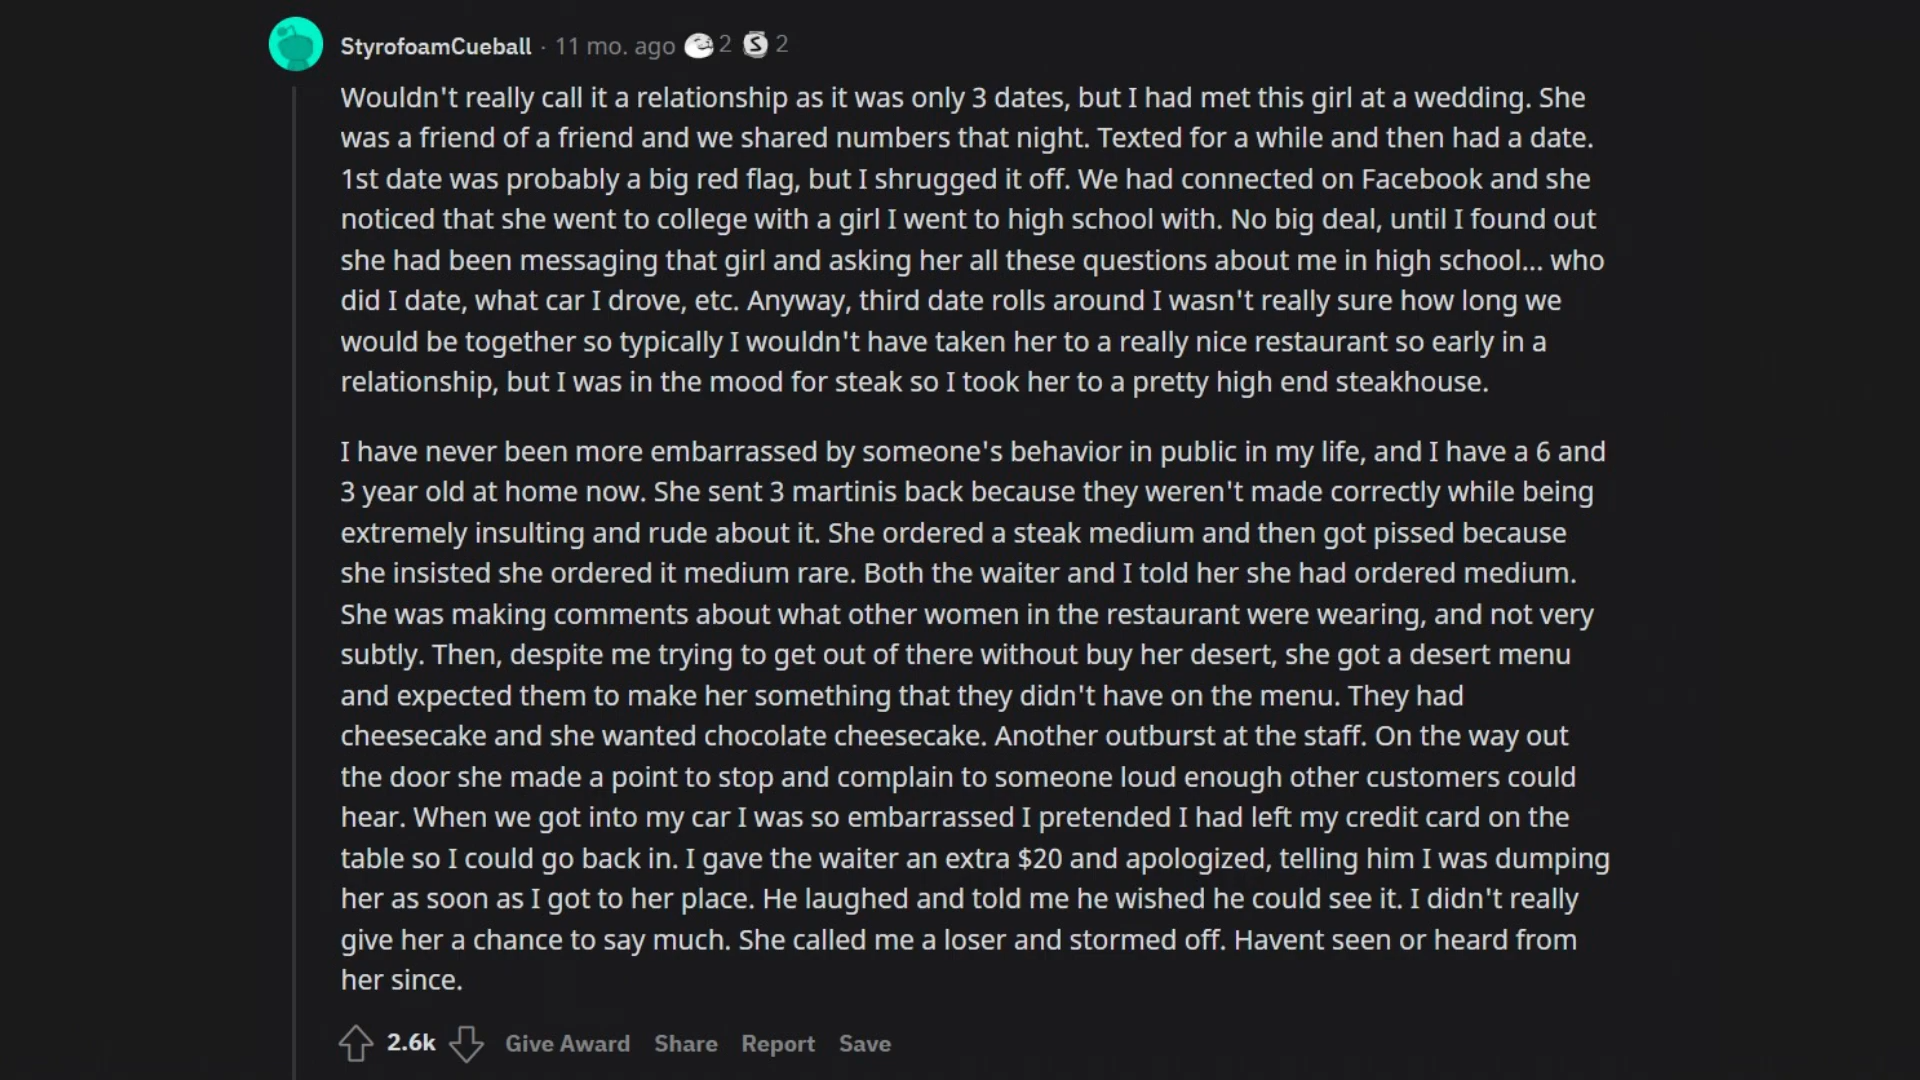 StyrofoamCueball · 11 mo. ago 2 2
Wouldn't really call it a relationship as it was only 3 dates, but I had met this girl at a wedding. She
was a friend of a friend and we shared numbers that night. Texted for a while and then had a date.
1st date was probably a big red flag, but I shrugged it off. We had connected on Facebook and she
noticed that she went to college with a girl I went to high school with. No big deal, until I found out
she had been messaging that girl and asking her all these questions about me in high school... who
did I date, what car I drove, etc. Anyway, third date rolls around I wasn't really sure how long we
would be together so typically I wouldn't have taken her to a really nice restaurant so early in a
relationship, but I was in the mood for steak so I took her to a pretty high end steakhouse.
I have never been more embarrassed by someone's behavior in public in my life, and I have a 6 and
3 year old at home now. She sent 3 martinis back because they weren't made correctly while being
extremely insulting and rude about it. She ordered a steak medium and then got pissed because
she insisted she ordered it medium rare. Both the waiter and I told her she had ordered medium.
She was making comments about what other women in the restaurant were wearing, and not very
subtly. Then, despite me trying to get out of there without buy her desert, she got a desert menu
and expected them to make her something that they didn't have on the menu. They had
cheesecake and she wanted chocolate cheesecake. Another outburst at the staff. On the way out
the door she made a point to stop and complain to someone loud enough other customers could
hear. When we got into my car I was so embarrassed I pretended I had left my credit card on the
table so I could go back in. I gave the waiter an extra $20 and apologized, telling him I was dumping
her as soon as I got to her place. He laughed and told me he wished he could see it. I didn't really
give her a chance to say much. She called me a loser and stormed off. Havent seen or heard from
her since.
2.6k Give Award Share Report Save